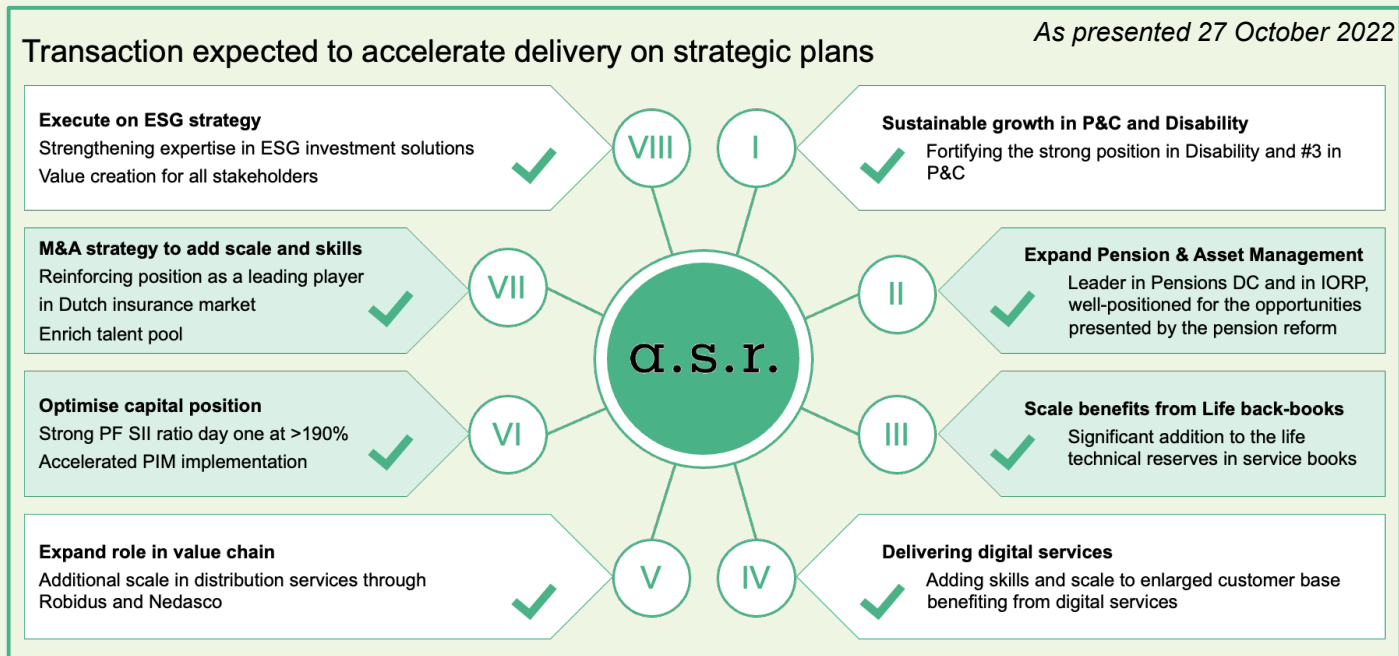 As presented 27 October 2022
Transaction expected to accelerate delivery on strategic plans
Execute on ESG strategy
Strengthening expertise in ESG investment solutions
Value creation for all stakeholders
VIII
I
Sustainable growth in P&C and Disability
Fortifying the strong position in Disability and #3 in
P&C
M&A strategy to add scale and skills
Reinforcing position as a leading player
in Dutch insurance market
Enrich talent pool
VII
II
Expand Pension & Asset Management
Leader in Pensions DC and in IORP,
well-positioned for the opportunities
presented by the pension reform
a.s.r.
Optimise capital position
Strong PF SII ratio day one at >190%
Accelerated PIM implementation
VI
III
Scale benefits from Life back-books
Significant addition to the life
technical reserves in service books
Expand role in value chain
Additional scale in distribution services through
Robidus and Nedasco
V
IV
Delivering digital services
Adding skills and scale to enlarged customer base
benefiting from digital services